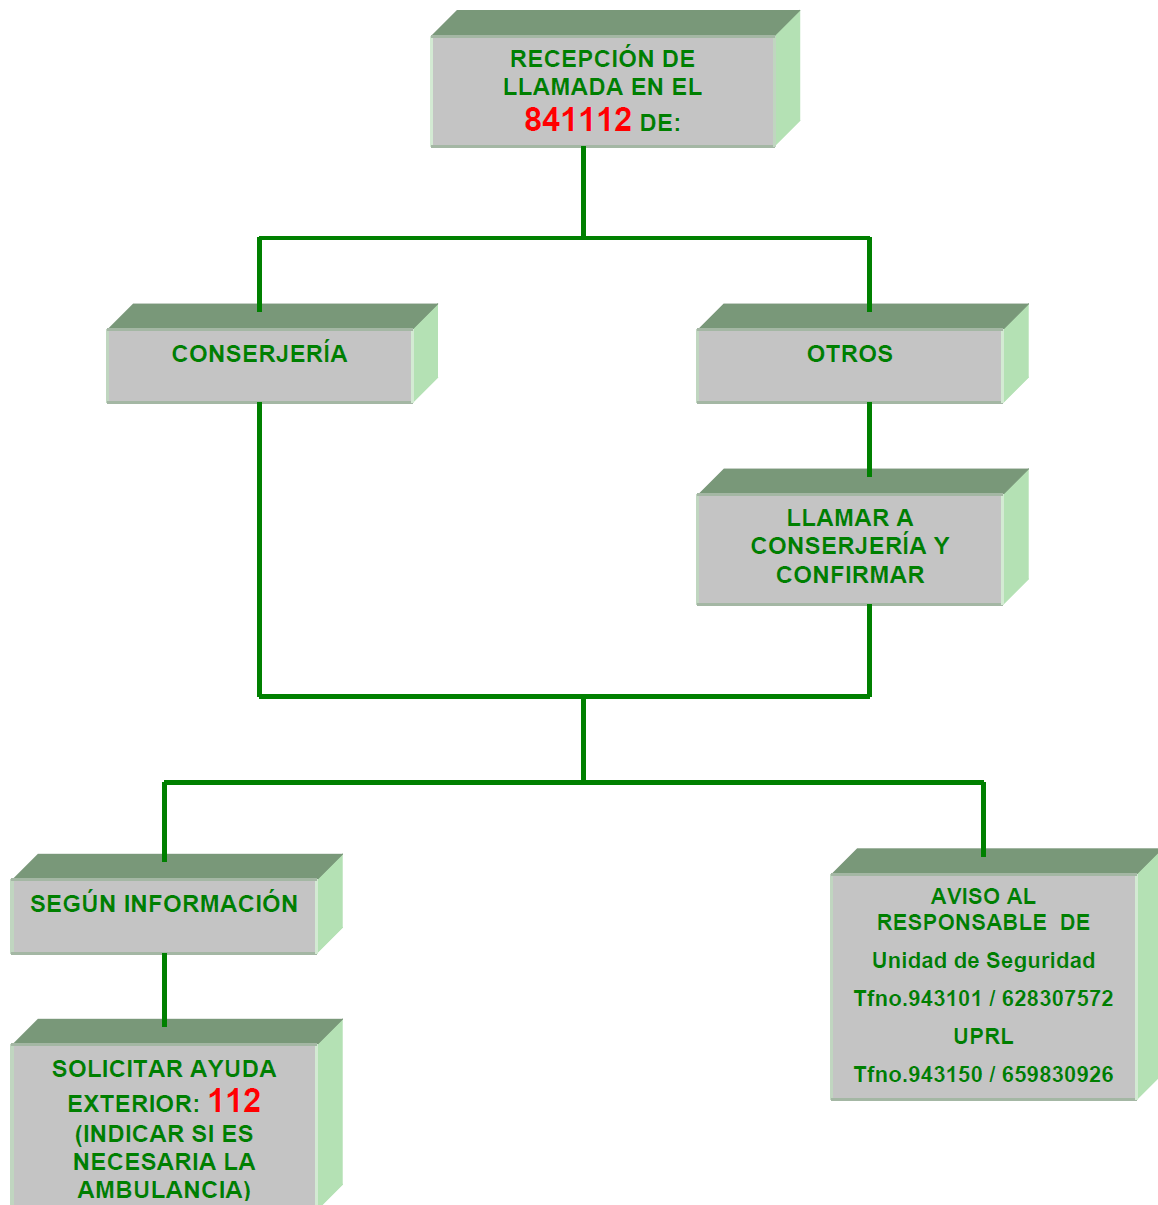 RECEPCIÓN DE
LLAMADA EN EL
841112 DE:
CONSERJERÍA
OTROS
LLAMAR A
CONSERJERÍA Y
CONFIRMAR
SEGÚN INFORMACIÓN
SOLICITAR AYUDA
EXTERIOR: 112
(INDICAR SI ES
NECESARIA LA
AMBULANCIA)
AVISO AL
RESPONSABLE DE
Unidad de Seguridad
Tfno.943101 / 628307572
UPRL
Tfno.943150 / 659830926